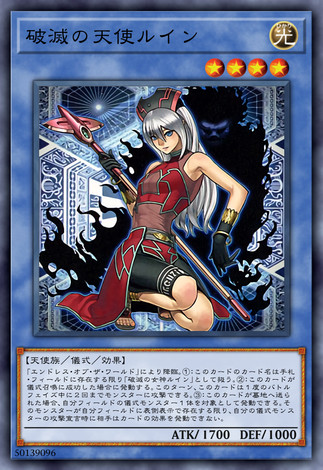 破滅の天使ルイン
光
【天使族／儀式／効果】
「エンドレス・オブ・ザ・ワールド」により降臨。①：このカードのカード名は手札
・フィールドに存在する限り「破滅の女神ルイン」として扱う。②：このカードが
儀式召喚に成功した場合に発動する。このターン、このカードは１度のバトル
フェイズ中に２回までモンスターに攻撃できる。③：このカードが墓地へ送ら
れた場合、自分フィールドの儀式モンスター１体を対象として発動できる。そ
のモンスターが自分フィールドに表側表示で存在する限り、自分の儀式モンス
ターの攻撃宣言時に相手はカードの効果を発動できない。
ATK/ 1700 DEF/1000
50139096